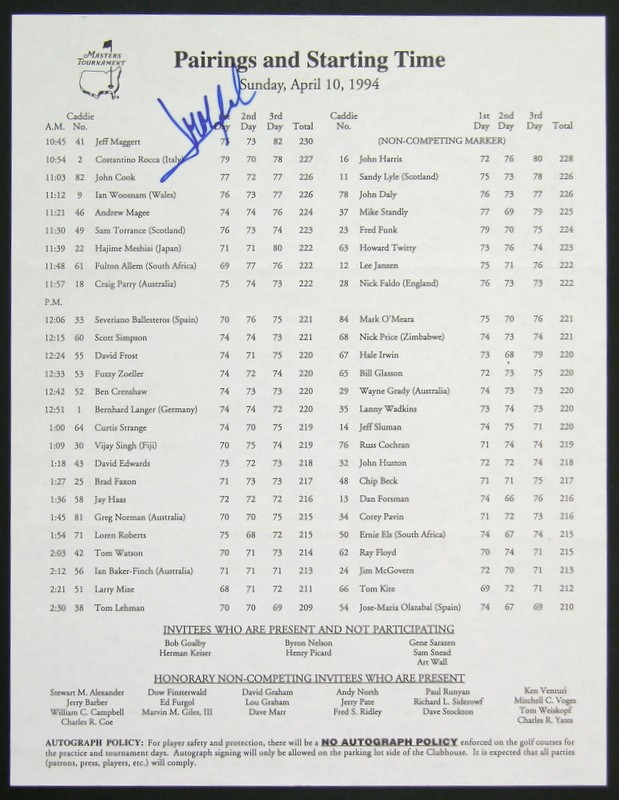 MASTERS
TOURNAMENT
Pairings and Starting Time
Sunday, April 10, 1994
A.M. Caddie No. 1st Day 2nd Day 3rd Day Total Caddie No. 1st Day 2nd Day 3rd Day Total
10:45 41 Jeff Maggert 75 73 82 230 (NON-COMPETING MARKER)
10:54 2 Costantino Rocca (Italy) 79 70 78 227 16 John Harris 72 76 80 228
11:03 82 John Cook 77 72 77 226 11 Sandy Lyle (Scotland) 75 73 78 226
11:12 9 Ian Woosnam (Wales) 76 73 77 226 78 John Daly 76 73 77 226
11:21 46 Andrew Magee 74 74 76 224 37 Mike Standly 77 69 79 225
11:30 49 Sam Torrance (Scotland) 76 73 74 223 23 Fred Funk 79 70 75 224
11:39 22 Hajime Meshiai (Japan) 71 71 80 222 63 Howard Twitty 73 76 74 223
11:48 61 Fulton Allem (South Africa) 69 77 76 222 12 Lee Janzen 75 71 76 222
11:57 18 Craig Parry (Australia) 75 74 73 222 28 Nick Faldo (England) 76 73 73 222
P.M.
12:06 33 Severiano Ballesteros (Spain) 70 76 75 221 84 Mark O'Meara 75 70 76 221
12:15 60 Scott Simpson 74 74 73 221 68 Nick Price (Zimbabwe) 74 73 74 221
12:24 55 David Frost 74 71 75 220 67 Hale Irwin 73 68 79 220
12:33 53 Fuzzy Zoeller 74 72 74 220 65 Bill Glasson 72 73 75 220
12:42 52 Ben Crenshaw 74 73 73 220 29 Wayne Grady (Australia) 74 73 73 220
12:51 1 Bernhard Langer (Germany) 74 74 72 220 35 Lanny Wadkins 73 74 73 220
1:00 64 Curtis Strange 74 70 75 219 14 Jeff Sluman 74 75 71 220
1:09 30 Vijay Singh (Fiji) 70 75 74 219 76 Russ Cochran 71 74 74 219
1:18 43 David Edwards 73 72 73 218 32 John Huston 72 72 74 218
1:27 25 Brad Faxon 71 73 73 217 48 Chip Beck 71 71 75 217
1:36 58 Jay Haas 72 72 72 216 13 Dan Forsman 74 66 76 216
1:45 81 Greg Norman (Australia) 70 70 75 215 34 Corey Pavin 71 72 73 216
1:54 71 Loren Roberts 75 68 72 215 50 Ernie Els (South Africa) 74 67 74 215
2:03 42 Tom Watson 70 71 73 214 62 Ray Floyd 70 74 71 215
2:12 56 Ian Baker-Finch (Australia) 71 71 71 213 24 Jim McGovern 72 70 71 213
2:21 51 Larry Mize 68 71 72 211 66 Tom Kite 69 72 71 212
2:30 38 Tom Lehman 70 70 69 209 54 Jose-Maria Olazabal (Spain) 74 67 69 210
INVITEES WHO ARE PRESENT AND NOT PARTICIPATING
Bob Goalby Byron Nelson Gene Sarazen
Herman Keiser Henry Picard Sam Snead
Art Wall
HONORARY NON-COMPETING INVITEES WHO ARE PRESENT
Stewart M. Alexander Dow Finsterwald David Graham Andy North Paul Runyan Ken Venturi
Jerry Barber Ed Furgol Lou Graham Jerry Pate Richard L. Siderowf Mitchell C. Voges
William C. Campbell Marvin M. Giles, III Dave Marr Fred S. Ridley Dave Stockton Tom Weiskopf
Charles R. Coe Charles R. Yates
AUTOGRAPH POLICY: For player safety and protection, there will be a NO AUTOGRAPH POLICY enforced on the golf courses for
the practice and tournament days. Autograph signing will only be allowed on the parking lot side of the Clubhouse. It is expected that all parties
(patrons, press, players, etc.) will comply.